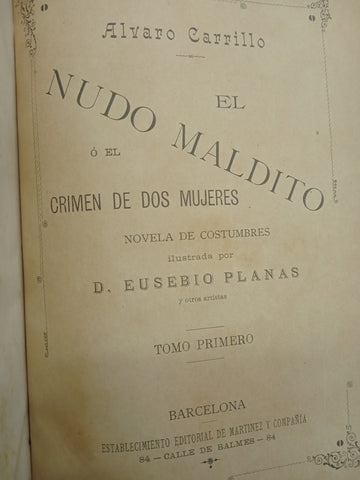 Alvaro Carrillo
EL
NUDO MALDITO
Ó EL
CRIMEN DE DOS MUJERES
NOVELA DE COSTUMBRES
ilustrada por
D. EUSEBIO PLANAS
y otros artistas
TOMO PRIMERO
BARCELONA
ESTABLECIMIENTO EDITORIAL DE MARTINEZ Y COMPAÑIA
84 — CALLE DE BALMES — 84